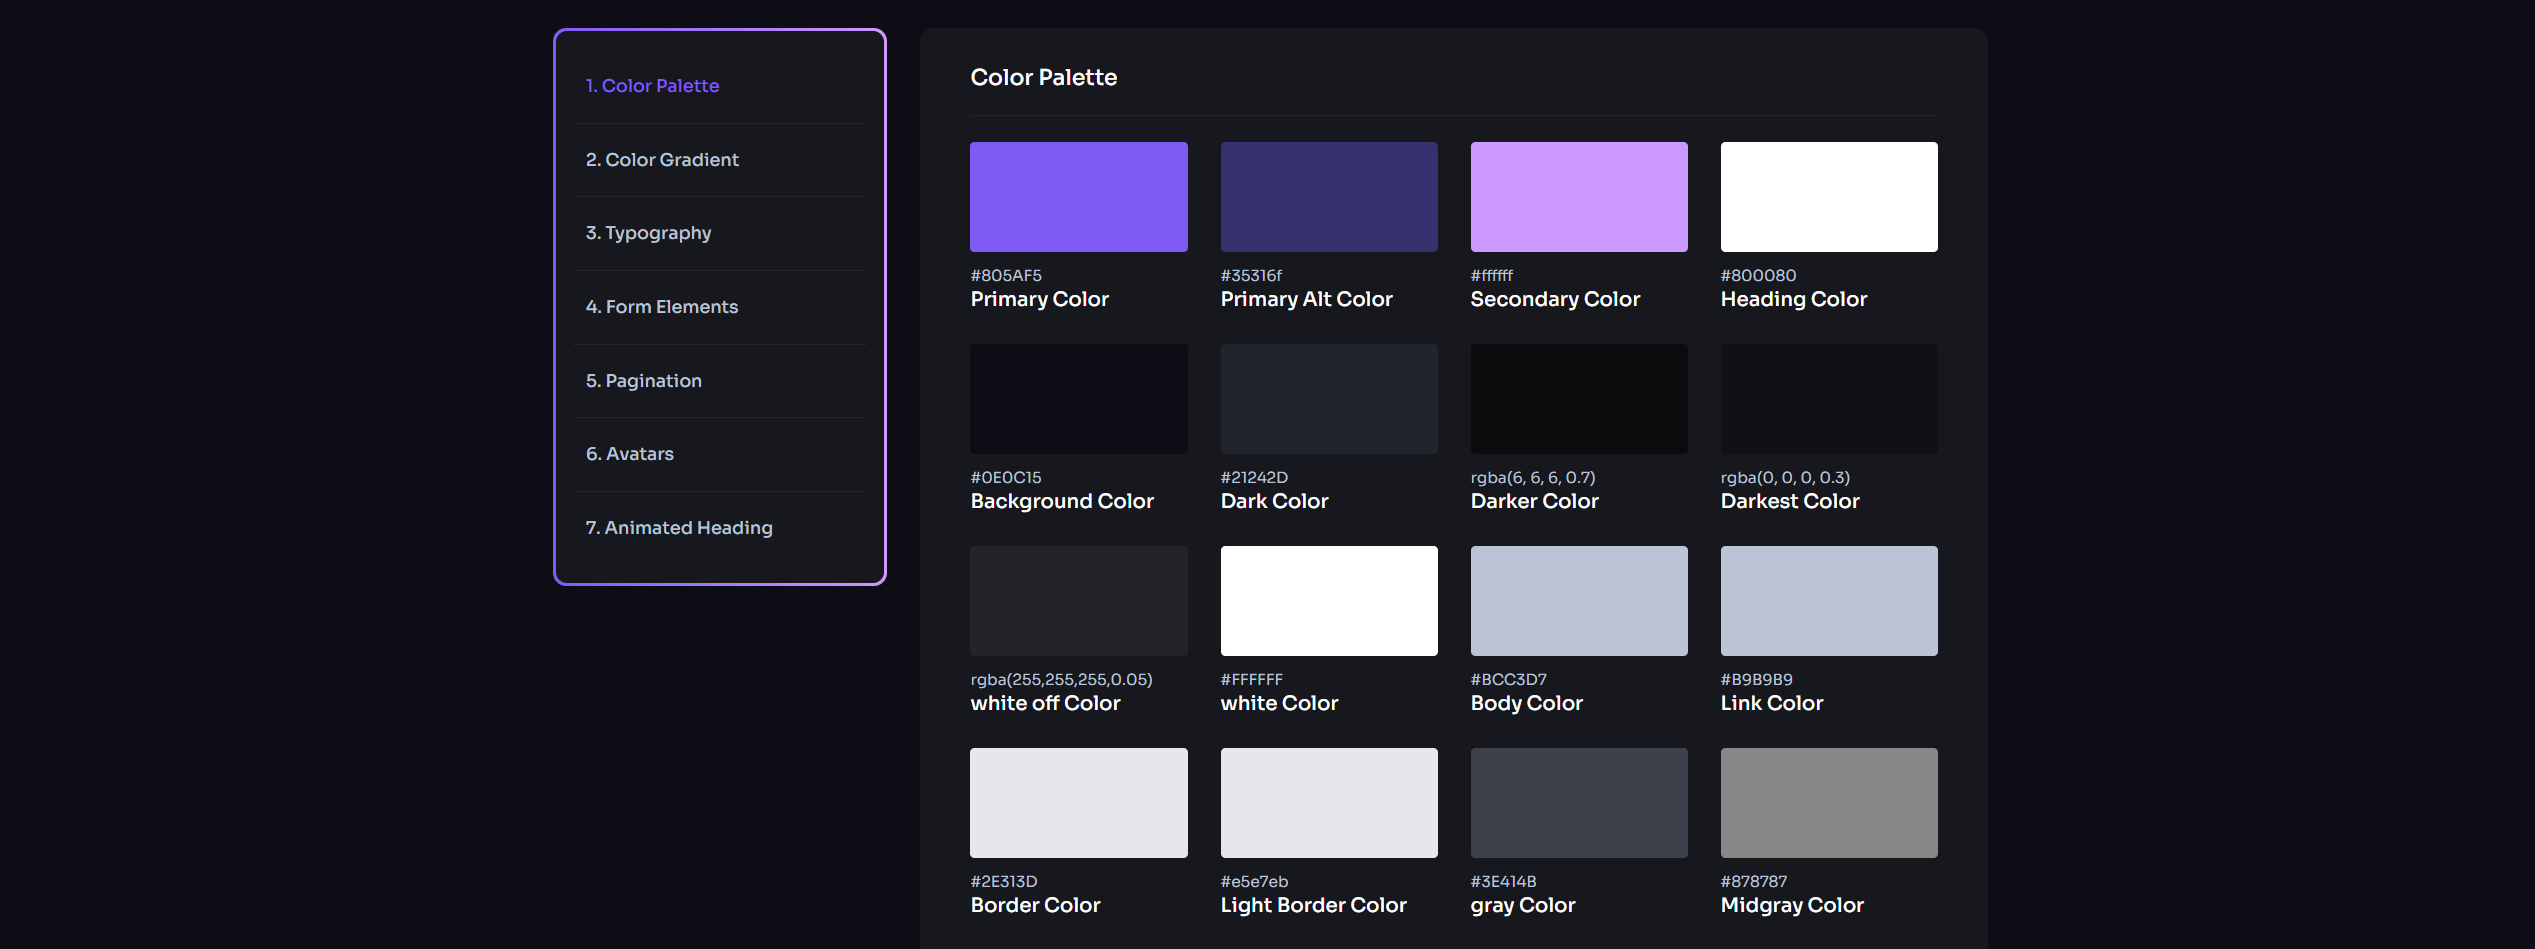 1. Color Palette
2. Color Gradient
3. Typography
4. Form Elements
5. Pagination
6. Avatars
7. Animated Heading
Color Palette
#805AF5
Primary Color
#35316f
Primary Alt Color
#ffffff
Secondary Color
#800080
Heading Color
#0E0C15
Background Color
#21242D
Dark Color
rgba(6, 6, 6, 0.7)
Darker Color
rgba(0, 0, 0, 0.3)
Darkest Color
rgba(255,255,255,0.05)
white off Color
#FFFFFF
white Color
#BCC3D7
Body Color
#B9B9B9
Link Color
#2E313D
Border Color
#e5e7eb
Light Border Color
#3E414B
gray Color
#878787
Midgray Color